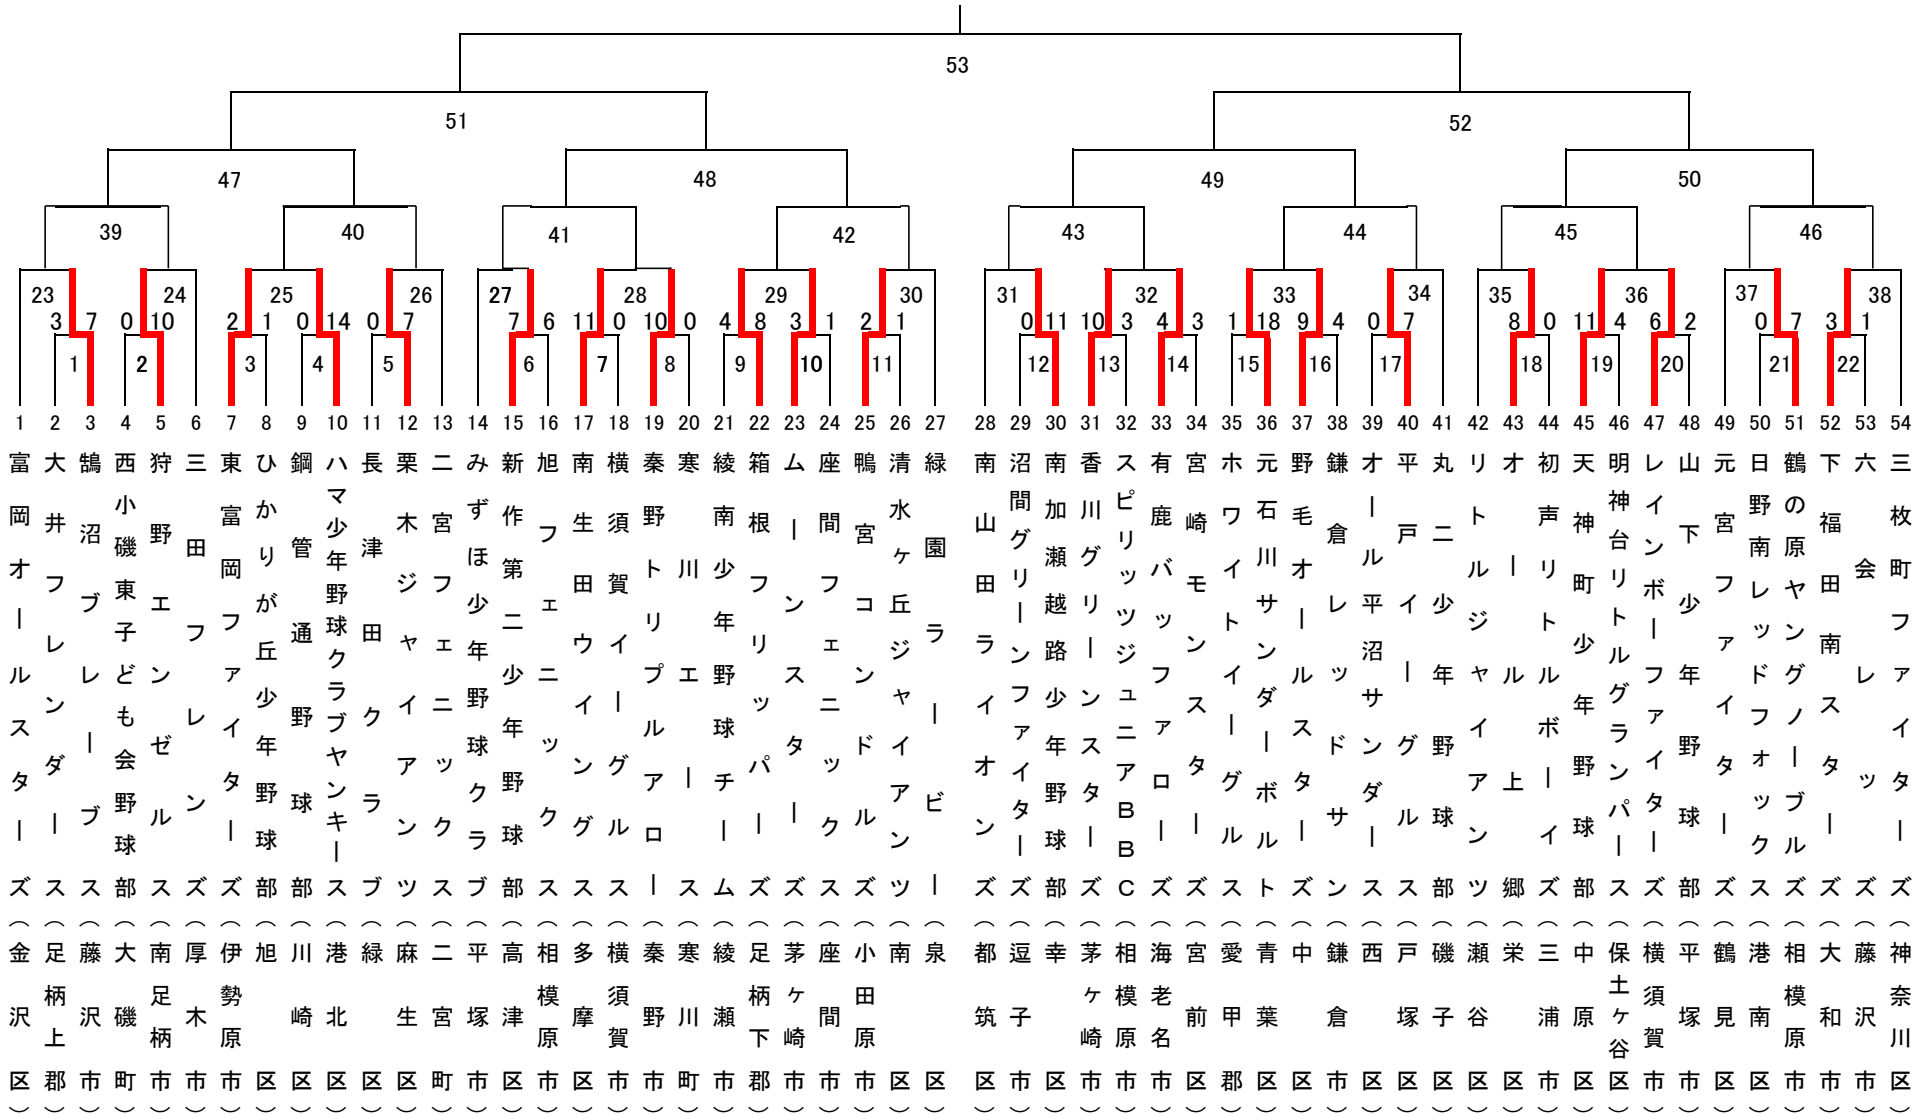 53
51
52
47
48
49
50
39
40
41
42
43
44
45
46
23
24
25
26
27
28
29
30
31
32
33
34
35
36
37
38
3 7 0 10 2 1 0 14 0 7 7 6 11 0 10 0 4 8 3 1 2 1 0 11 10 3 4 3 1 18 9 4 0 7 8 0 11 4 6 2 0 7 3 1
1 2 3 4 5 6 7 8 9 10 11 12 13 14 15 16 17 18 19 20 21 22
1 富岡オールスターズ(金沢区)
2 大井フレンダース(足柄上郡)
3 鵠沼ブレーブス(藤沢市)
4 西小磯東子ども会野球部(大磯町)
5 狩野エンゼルス(南足柄市)
6 三田フレンズ(厚木市)
7 東富岡ファイターズ(伊勢原市)
8 ひかりが丘少年野球部(旭区)
9 鋼管通野球部(川崎区)
10 ハマ少年野球クラブヤンキース(港北区)
11 長津田クラブ(緑区)
12 栗木ジャイアンツ(麻生区)
13 二宮フェニックス(二宮町)
14 みずほ少年野球クラブ(平塚市)
15 新作第二少年野球部(高津区)
16 旭フェニックス(相模原市)
17 南生田ウイングス(多摩区)
18 横須賀イーグルス(横須賀市)
19 秦野トリプルアロー(秦野市)
20 寒川エースス(寒川町)
21 綾南少年野球チーム(綾瀬市)
22 箱根フリッパーズ(足柄下郡)
23 ムーンスターズ(茅ヶ崎市)
24 座間フェニックス(座間市)
25 鴨宮コンドルズ(小田原市)
26 清水ヶ丘ジャイアンツ(南区)
27 緑園ラービー(泉区)
28 南山田ライオンズ(都筑区)
29 沼間グリーンファイターズ(逗子市)
30 南加瀬越路少年野球部(幸区)
31 香川グリーンスターズ(茅ヶ崎市)
32 スピリッツジュニアBBC(相模原市)
33 有鹿バッファローズ(海老名市)
34 宮崎モンスターズ(宮前区)
35 ホワイトイーグルス(愛甲郡)
36 元石川サンダーボルト(青葉区)
37 野毛オールスターズ(中区)
38 鎌倉レッドサン(鎌倉市)
39 オール平沼サンダース(西区)
40 平戸イーグルス(戸塚区)
41 丸二少年野球部(磯子区)
42 リトルジャイアンツ(瀬谷区)
43 オール上郷(栄区)
44 初声リトルボーイズ(三浦市)
45 天神町少年野球部(中原区)
46 明神台リトルグランパース(保土ヶ谷区)
47 レインボーファイターズ(横須賀市)
48 山下少年野球部(平塚市)
49 元宮ファイターズ(鶴見区)
50 日野南レッドフォックス(港南区)
51 鶴の原ヤングノーブルズ(相模原市)
52 下福田南スターズ(大和市)
53 六会レッズ(藤沢市)
54 三枚町ファイターズ(神奈川区)